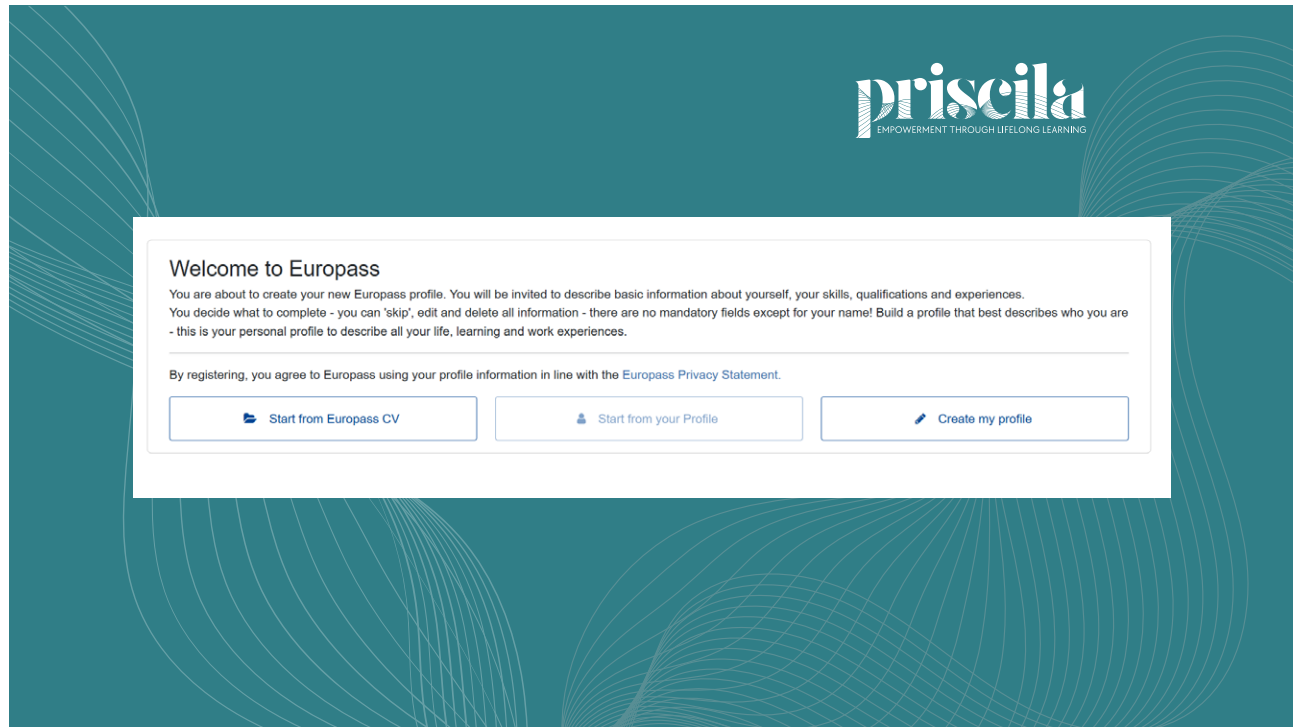 priscila
EMPOWERMENT THROUGH LIFELONG LEARNING
Welcome to Europass
You are about to create your new Europass profile. You will be invited to describe basic information about yourself, your skills, qualifications and experiences.
You decide what to complete - you can 'skip', edit and delete all information - there are no mandatory fields except for your name! Build a profile that best describes who you are
- this is your personal profile to describe all your life, learning and work experiences.
By registering, you agree to Europass using your profile information in line with the Europass Privacy Statement.
Start from Europass CV
Start from your Profile
Create my profile